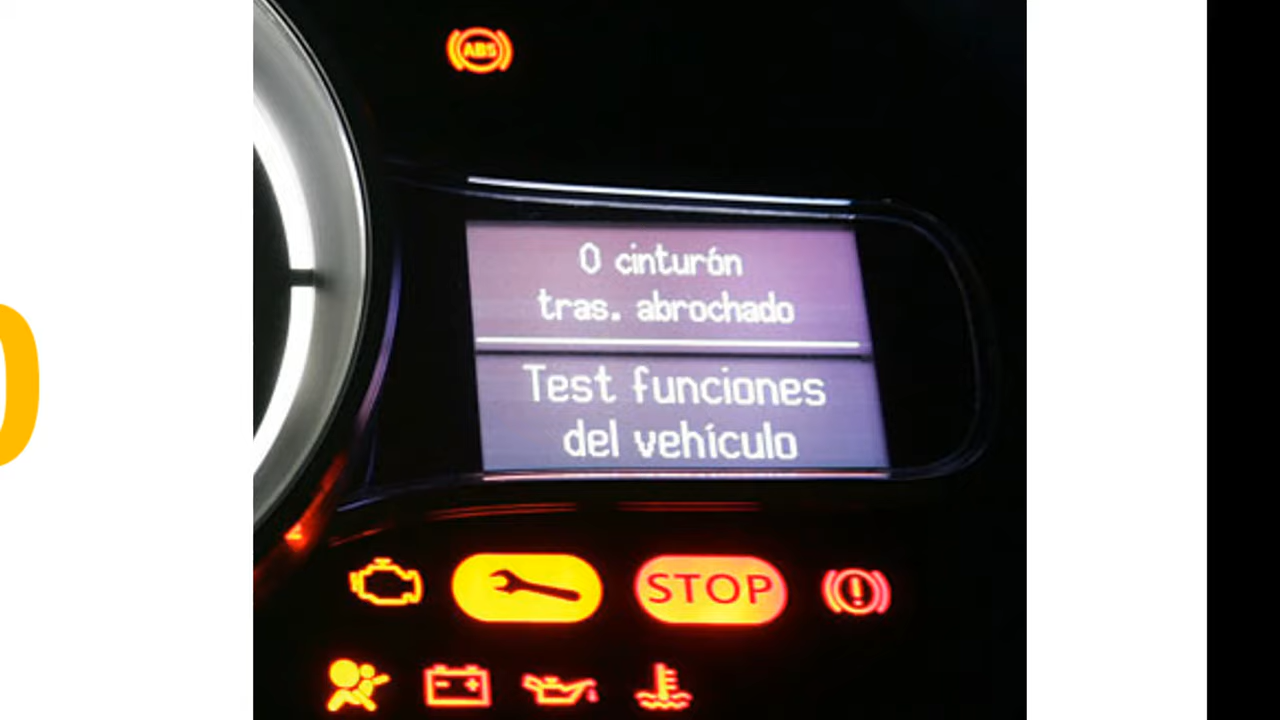 ABS
0 cinturón
tras. abrochado
Test funciones
del vehículo
STOP